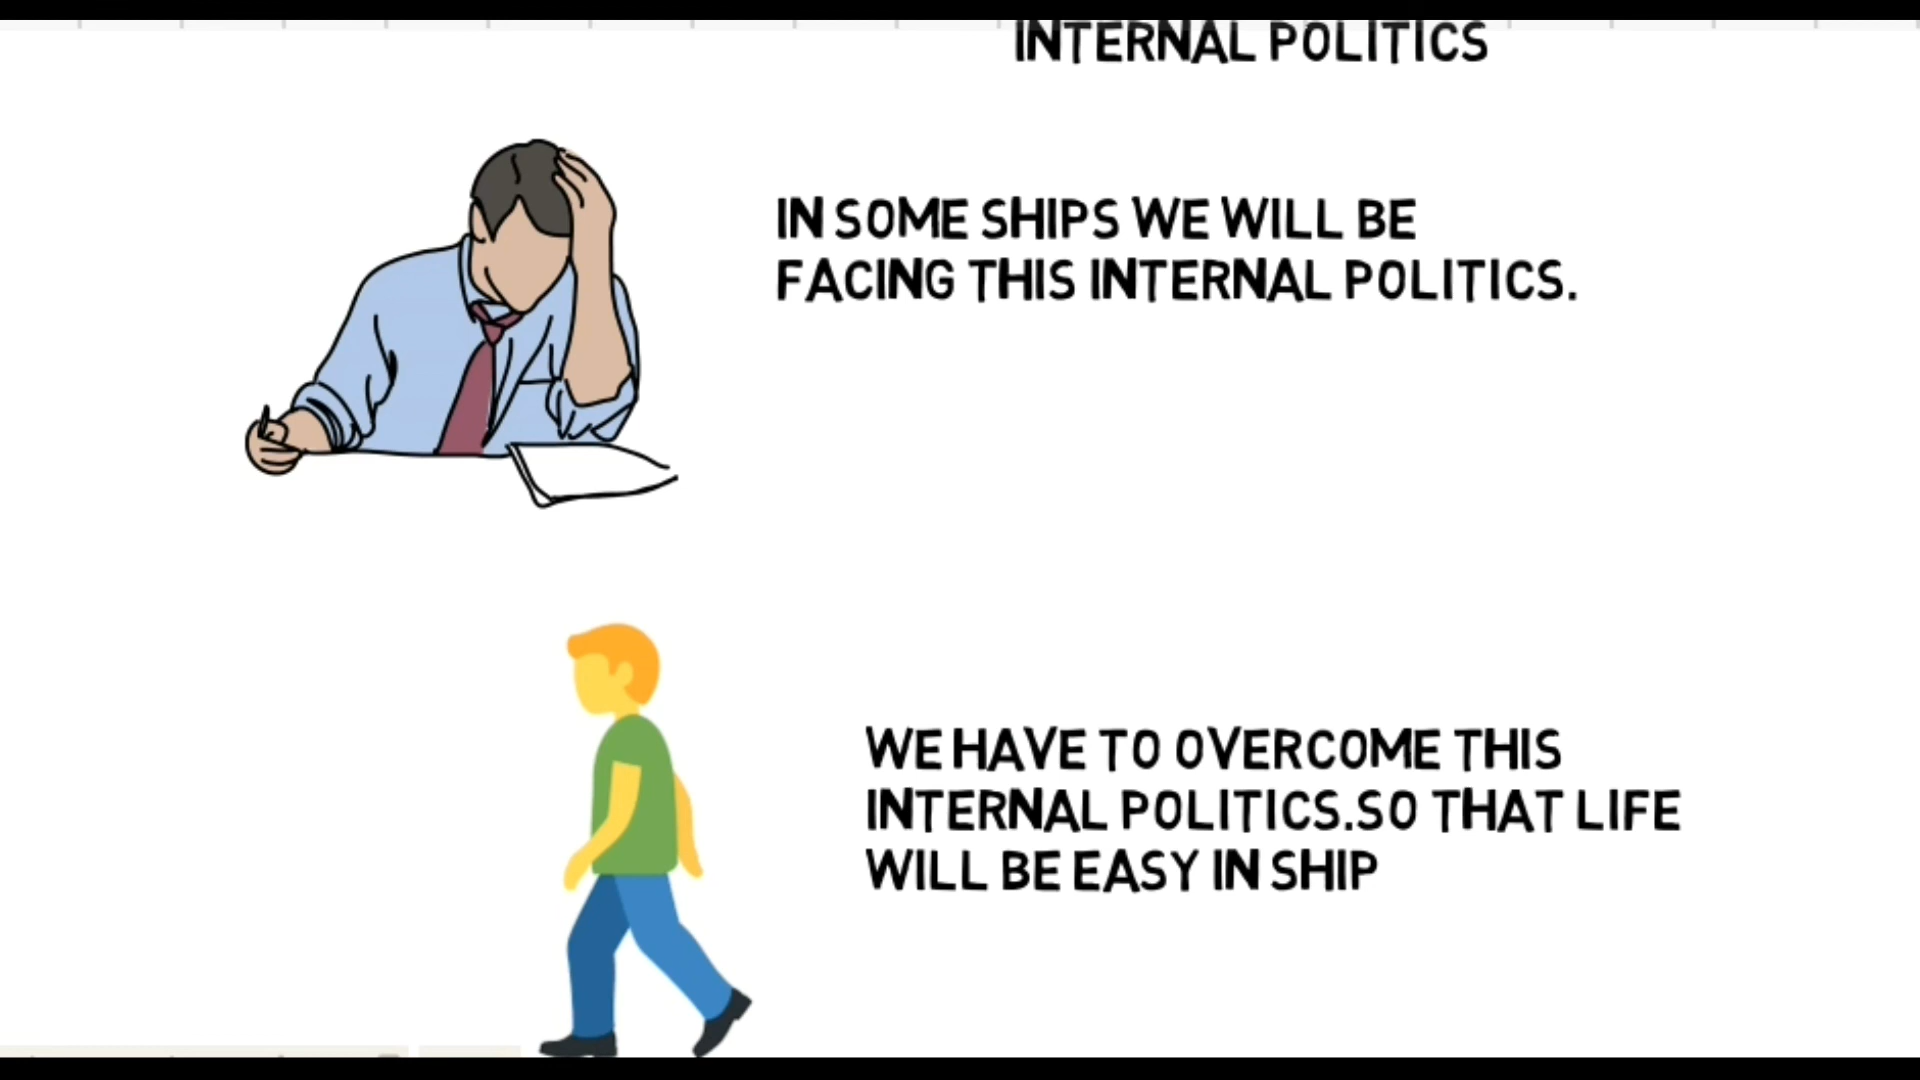 INTERNAL POLITICS
IN SOME SHIPS WE WILL BE
FACING THIS INTERNAL POLITICS.
WE HAVE TO OVERCOME THIS
INTERNAL POLITICS.SO THAT LIFE
WILL BE EASY IN SHIP